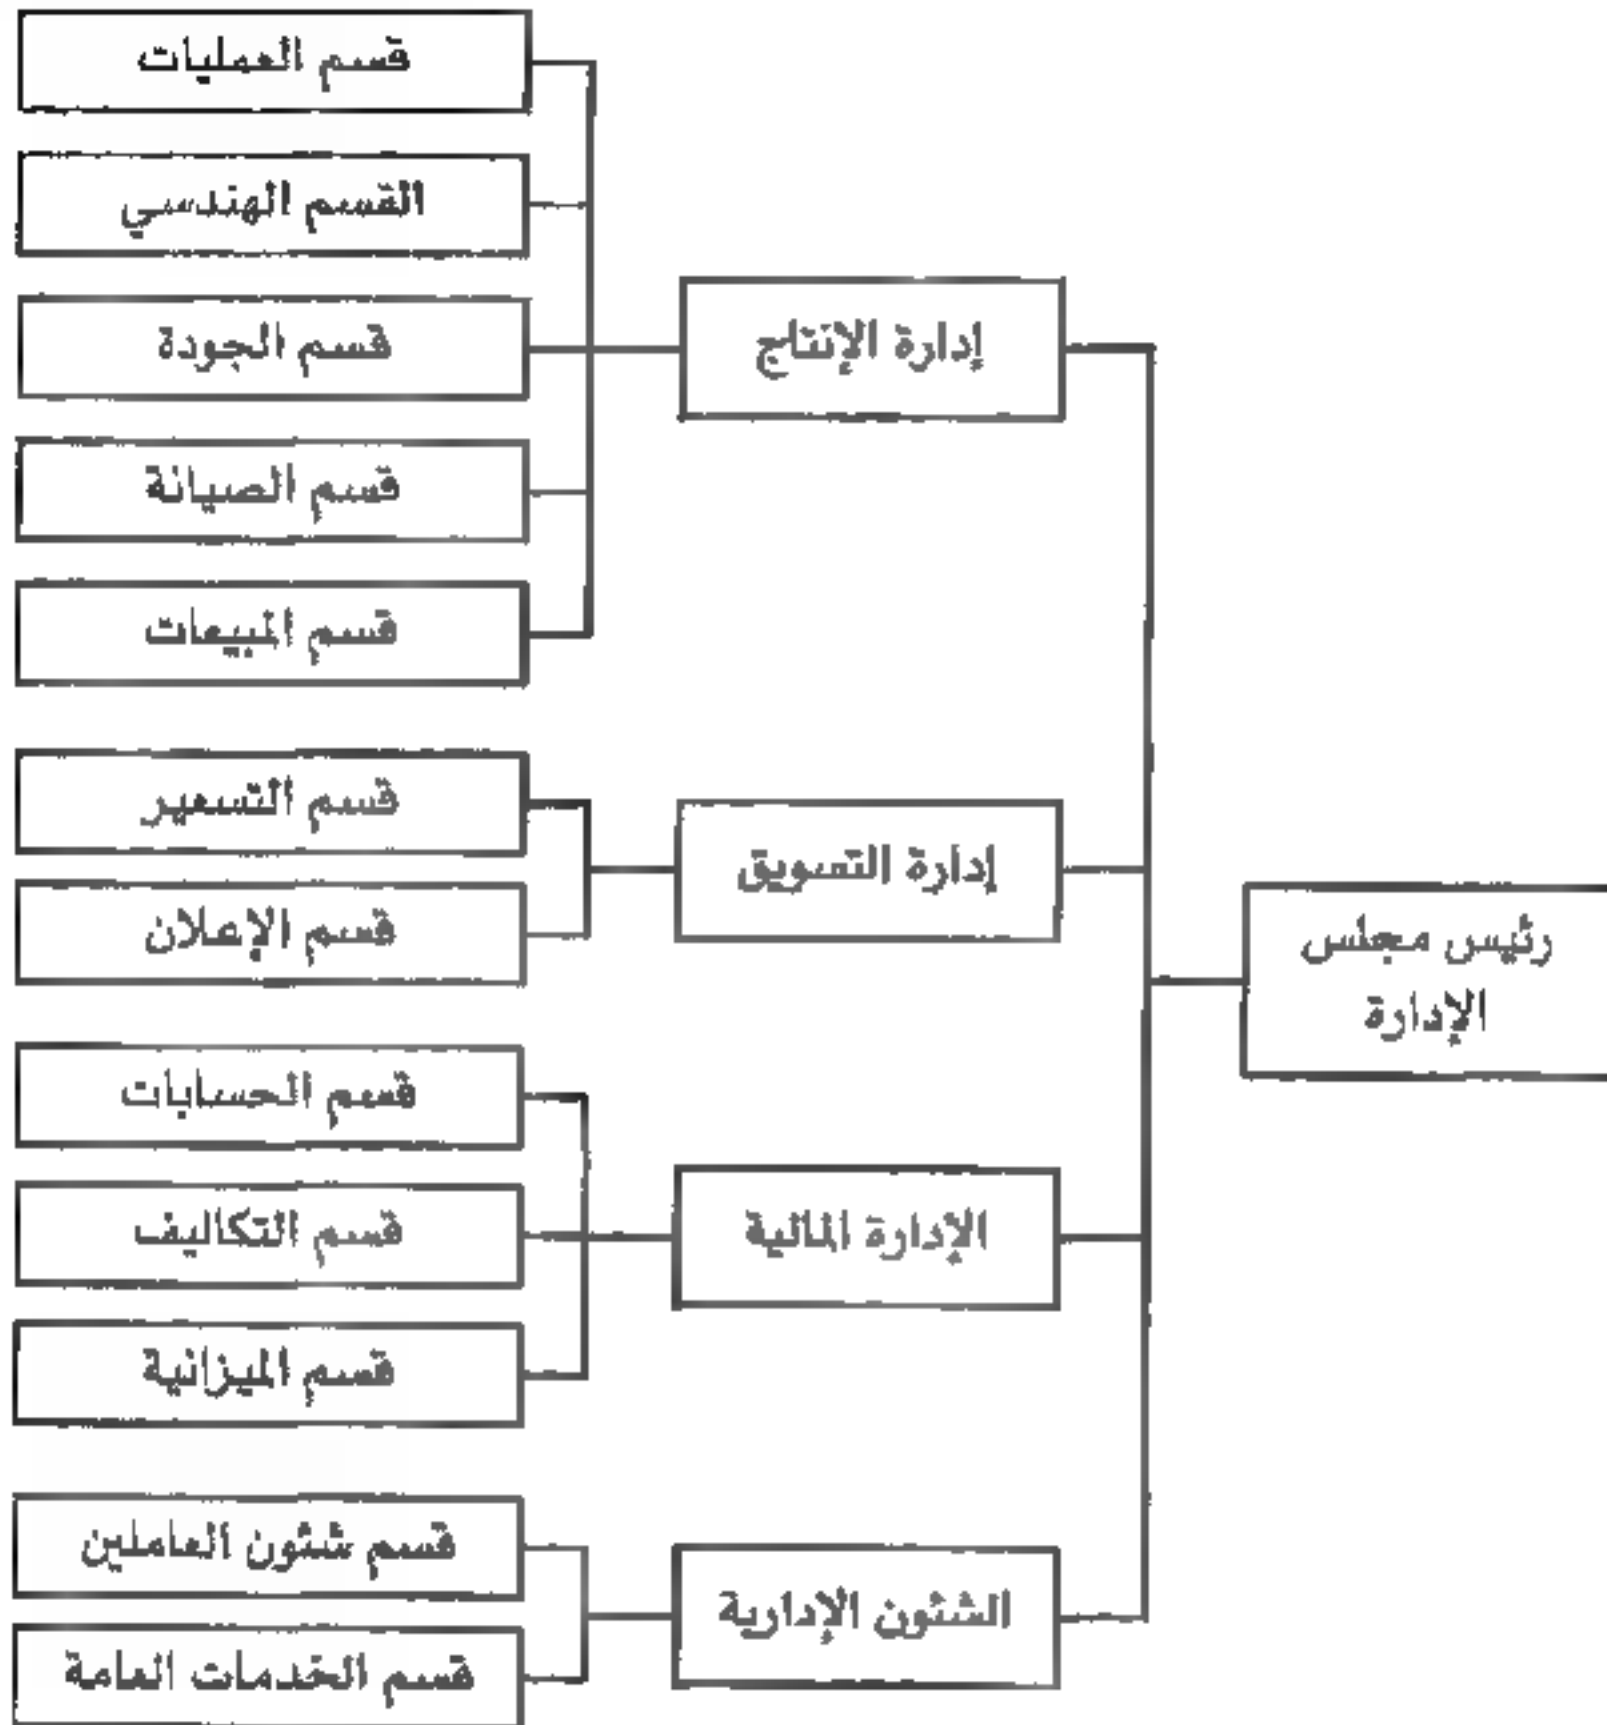 رئيس مجلس
الإدارة
إدارة الإنتاج
قسم العمليات
القسم الهندسي
قسم الجودة
قسم الصيانة
قسم المبيعات
إدارة التسويق
قسم التسعير
قسم الإعلان
الإدارة المالية
قسم الحسابات
قسم التكاليف
قسم الميزانية
الشئون الإدارية
قسم شئون العاملين
قسم الخدمات العامة